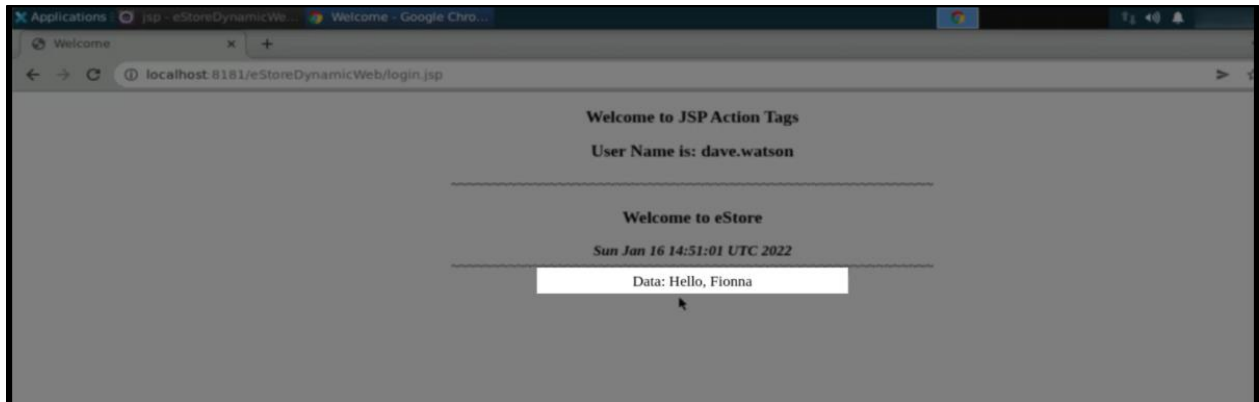 Applications
jsp - eStoreDynamicWe...
Welcome - Google Chro...
Welcome
localhost:8181/eStoreDynamicWeb/login.jsp
Welcome to JSP Action Tags
User Name is: dave.watson
Welcome to eStore
Sun Jan 16 14:51:01 UTC 2022
Data: Hello, Fionna